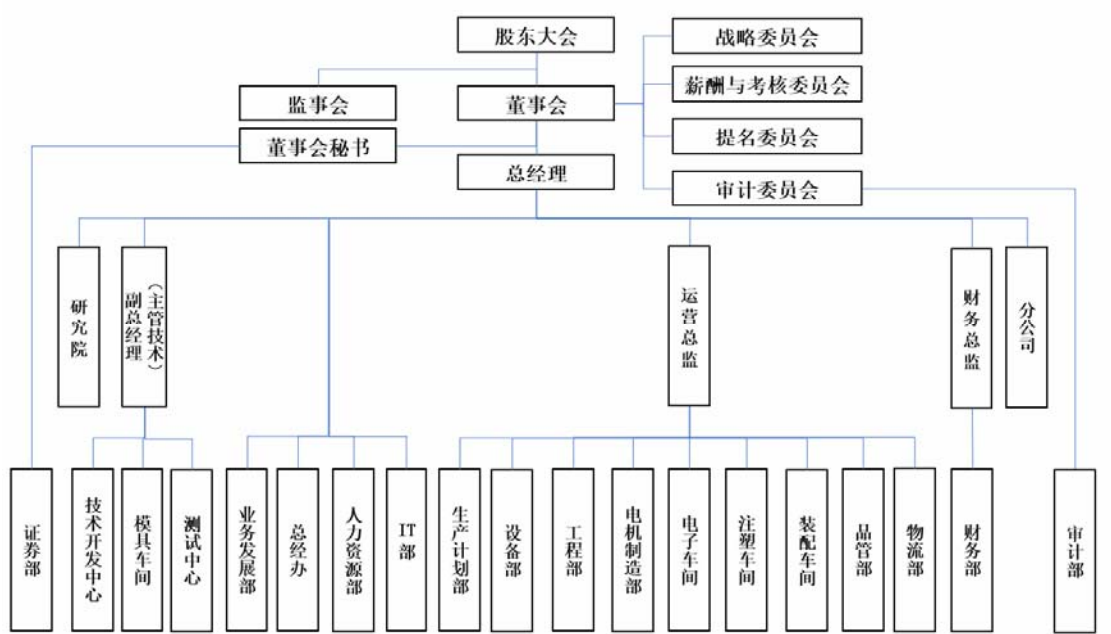 股东大会
战略委员会
薪酬与考核委员会
监事会
董事会
提名委员会
董事会秘书
总经理
审计委员会
研究院
（主管技术）
副总经理
运营总监
财务总监
分公司
证券部
技术开发中心
模具车间
测试中心
业务发展部
总经办
人力资源部
IT部
生产计划部
设备部
工程部
电机制造部
电子车间
注塑车间
装配车间
品管部
物流部
财务部
审计部